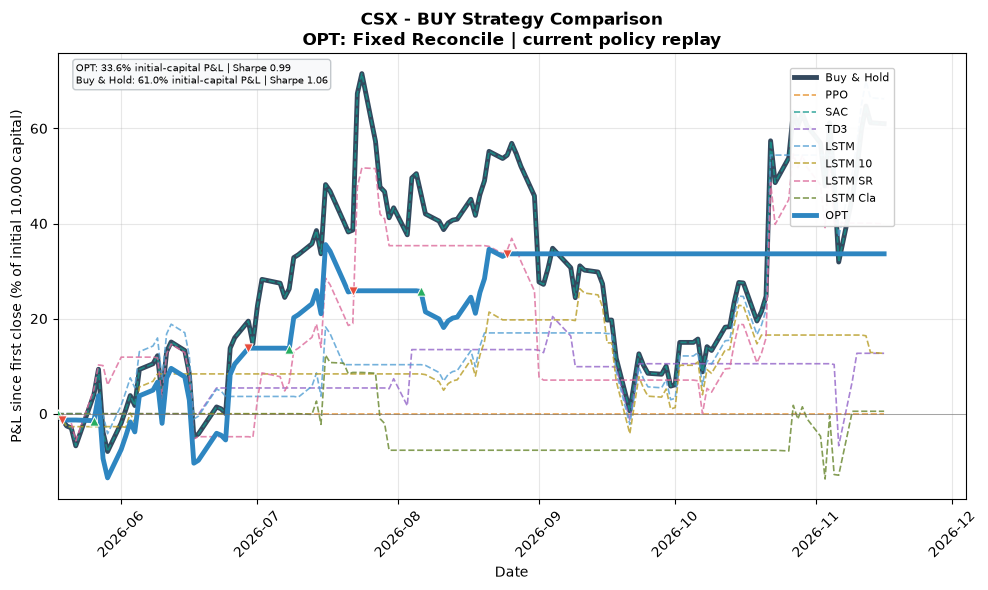 CSX - BUY Strategy Comparison
OPT: Fixed Reconcile | current policy replay
OPT: 33.6% initial-capital P&L | Sharpe 0.99
Buy & Hold: 61.0% initial-capital P&L | Sharpe 1.06
Buy & Hold
PPO
SAC
TD3
LSTM
LSTM 10
LSTM SR
LSTM Cla
OPT
P&L since first close (% of initial 10,000 capital)
60
40
20
0
2026-06
2026-07
2026-08
2026-09
2026-10
2026-11
2026-12
Date